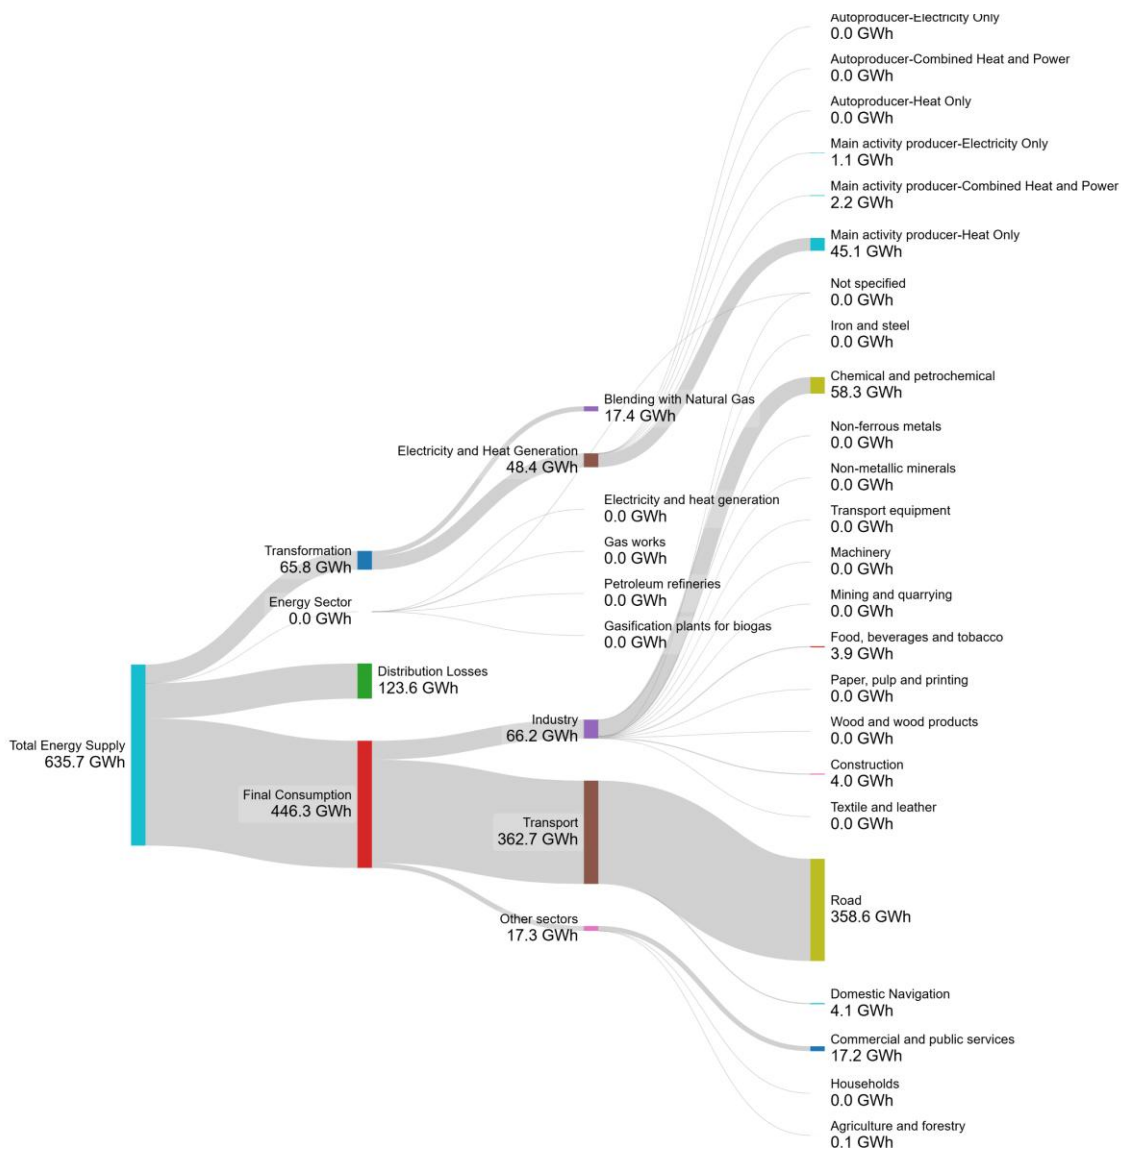 Autoproducer-Electricity Only
0.0 GWh
Autoproducer-Combined Heat and Power
0.0 GWh
Autoproducer-Heat Only
0.0 GWh
Main activity producer-Electricity Only
1.1 GWh
Main activity producer-Combined Heat and Power
2.2 GWh
Main activity producer-Heat Only
45.1 GWh
Not specified
0.0 GWh
Iron and steel
0.0 GWh
Chemical and petrochemical
58.3 GWh
Blending with Natural Gas
17.4 GWh
Non-ferrous metals
0.0 GWh
Electricity and Heat Generation
48.4 GWh
Non-metallic minerals
0.0 GWh
Electricity and heat generation
0.0 GWh
Transport equipment
0.0 GWh
Gas works
0.0 GWh
Transformation
65.8 GWh
Machinery
0.0 GWh
Petroleum refineries
0.0 GWh
Mining and quarrying
0.0 GWh
Energy Sector
0.0 GWh
Gasification plants for biogas
0.0 GWh
Food, beverages and tobacco
3.9 GWh
Distribution Losses
123.6 GWh
Paper, pulp and printing
0.0 GWh
Industry
66.2 GWh
Wood and wood products
0.0 GWh
Total Energy Supply
635.7 GWh
Construction
4.0 GWh
Final Consumption
446.3 GWh
Textile and leather
0.0 GWh
Transport
362.7 GWh
Road
358.6 GWh
Other sectors
17.3 GWh
Domestic Navigation
4.1 GWh
Commercial and public services
17.2 GWh
Households
0.0 GWh
Agriculture and forestry
0.1 GWh